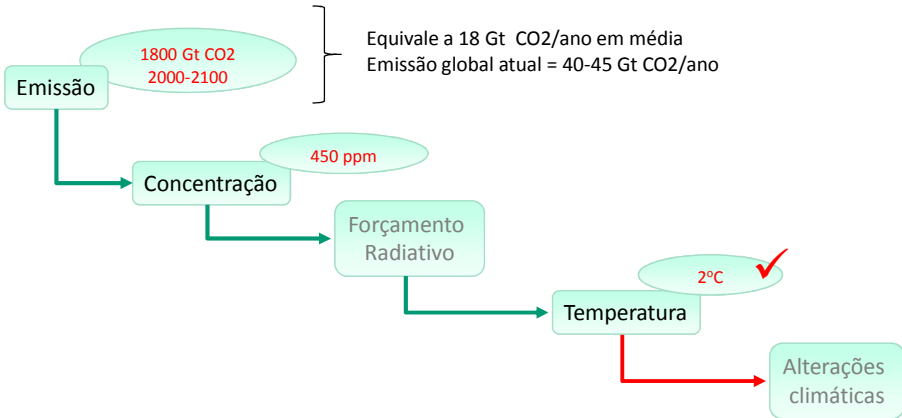 1800 Gt CO2
2000-2100
Equivale a 18 Gt CO2/ano em média
Emissão global atual = 40-45 Gt CO2/ano
Emissão
450 ppm
Concentração
Forçamento
Radiativo
2ºC
Temperatura
Alterações
climáticas